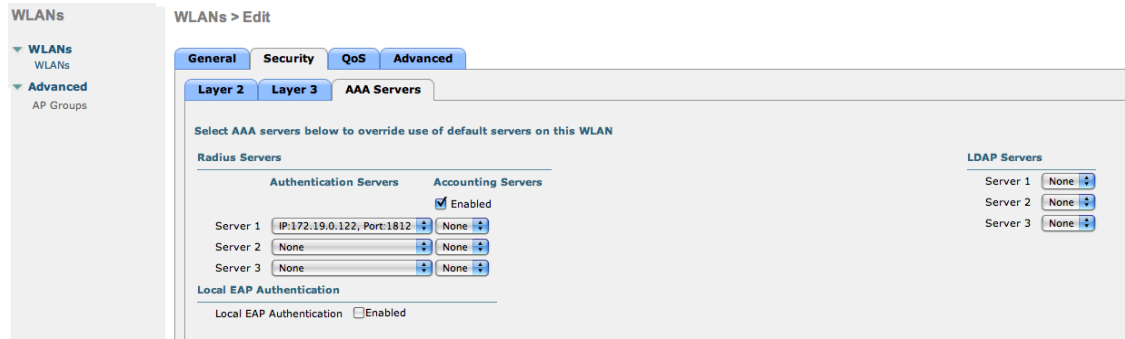 WLANs
WLANs > Edit
WLANs
WLANs
Advanced
AP Groups
General Security QoS Advanced
Layer 2 Layer 3 AAA Servers
Select AAA servers below to override use of default servers on this WLAN
Radius Servers
LDAP Servers
Authentication Servers Accounting Servers
Enabled
Server 1 IP:172.19.0.122, Port:1812 None
Server 2 None None
Server 3 None None
Server 1 None
Server 2 None
Server 3 None
Local EAP Authentication
Local EAP Authentication Enabled